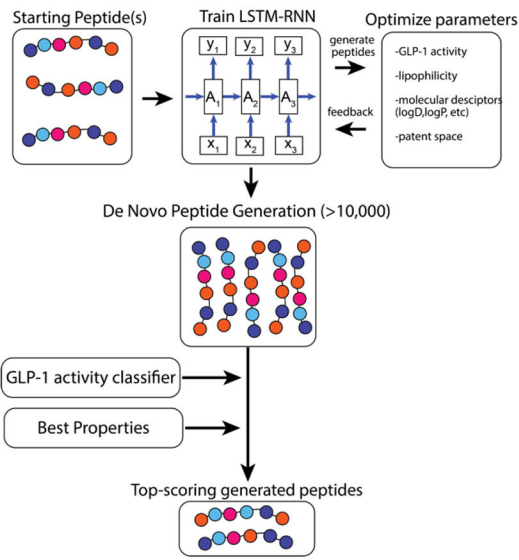 Starting Peptide(s)
Train LSTM-RNN
Optimize parameters
y1 y2 y3
A1 A2 A3
x1 x2 x3
generate
peptides
feedback
-GLP-1 activity
-lipophilicity
-molecular desciptors
(logD,logP, etc)
-patent space
De Novo Peptide Generation (>10,000)
GLP-1 activity classifier
Best Properties
Top-scoring generated peptides